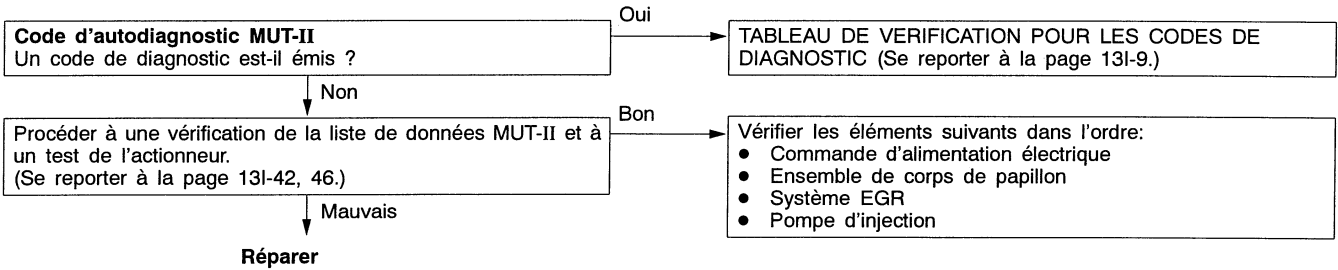 Oui
Code d'autodiagnostic MUT-II
Un code de diagnostic est-il émis ?
TABLEAU DE VERIFICATION POUR LES CODES DE
DIAGNOSTIC (Se reporter à la page 13I-9.)
Non
Bon
Procéder à une vérification de la liste de données MUT-II et à
un test de l'actionneur.
(Se reporter à la page 13I-42, 46.)
Vérifier les éléments suivants dans l'ordre:
● Commande d'alimentation électrique
● Ensemble de corps de papillon
● Système EGR
● Pompe d'injection
Mauvais
Réparer